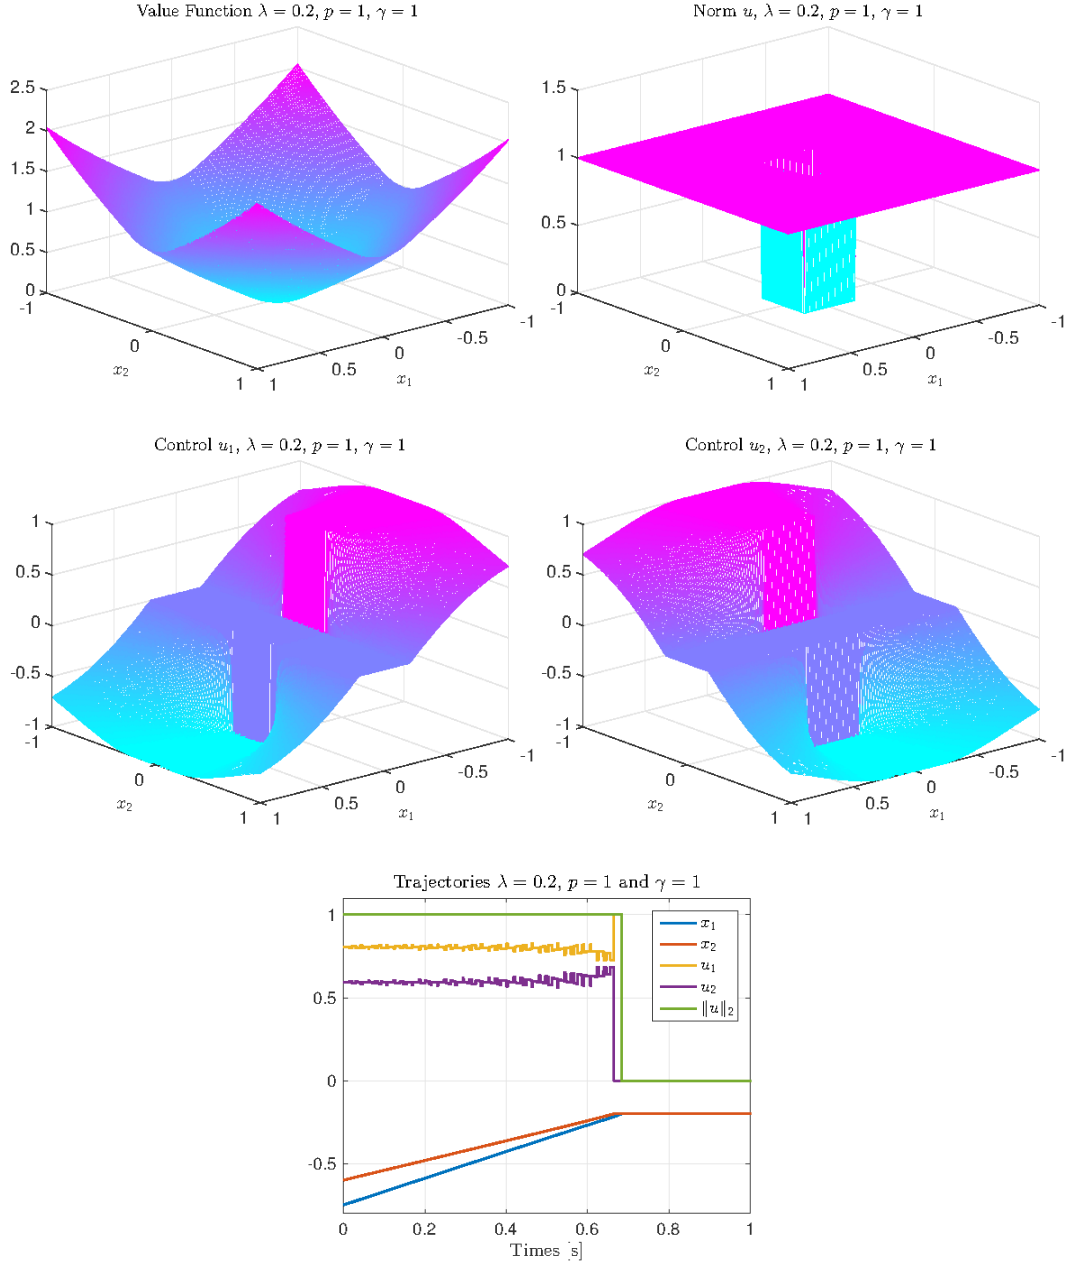 Value Function λ = 0.2, p = 1, γ = 1
2.5
2
1.5
1
0.5
0
-1
0
1
x₂
1
0.5
0
-0.5
-1
x₁
Norm u, λ = 0.2, p = 1, γ = 1
1.5
1
0.5
0
-1
0
1
x₂
1
0.5
0
-0.5
-1
x₁
Control u₁, λ = 0.2, p = 1, γ = 1
1
0.5
0
-0.5
-1
-1
0
1
x₂
1
0.5
0
-0.5
-1
x₁
Control u₂, λ = 0.2, p = 1, γ = 1
1
0.5
0
-0.5
-1
-1
0
1
x₂
1
0.5
0
-0.5
-1
x₁
Trajectories λ = 0.2, p = 1 and γ = 1
1
0.5
0
-0.5
x₁
x₂
u₁
u₂
‖u‖₂
0 0.2 0.4 0.6 0.8 1
Times [s]